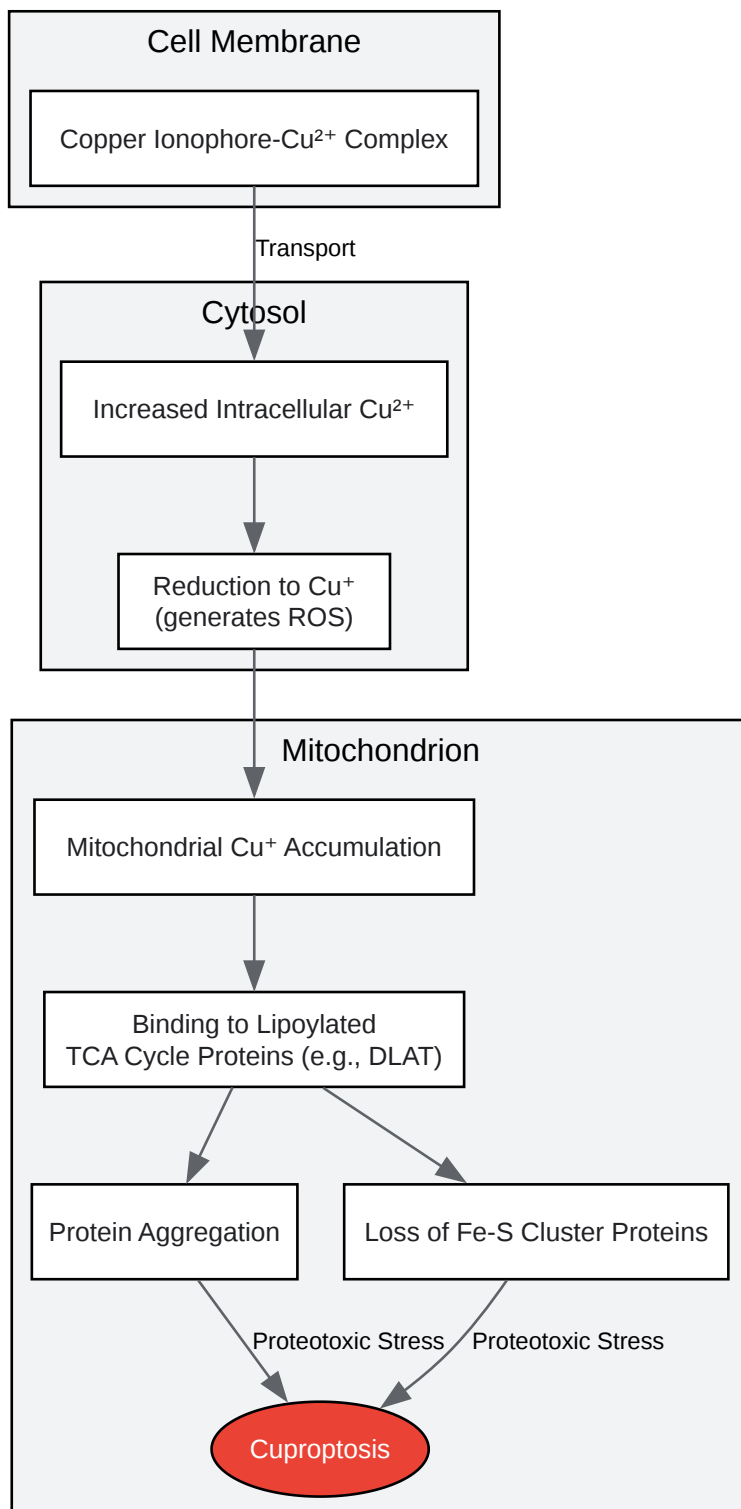 Cell Membrane
Copper Ionophore-Cu²⁺ Complex
Transport
Cytosol
Increased Intracellular Cu²⁺
Reduction to Cu⁺
(generates ROS)
Mitochondrion
Mitochondrial Cu⁺ Accumulation
Binding to Lipoylated
TCA Cycle Proteins (e.g., DLAT)
Protein Aggregation
Loss of Fe-S Cluster Proteins
Proteotoxic Stress
Proteotoxic Stress
Cuproptosis